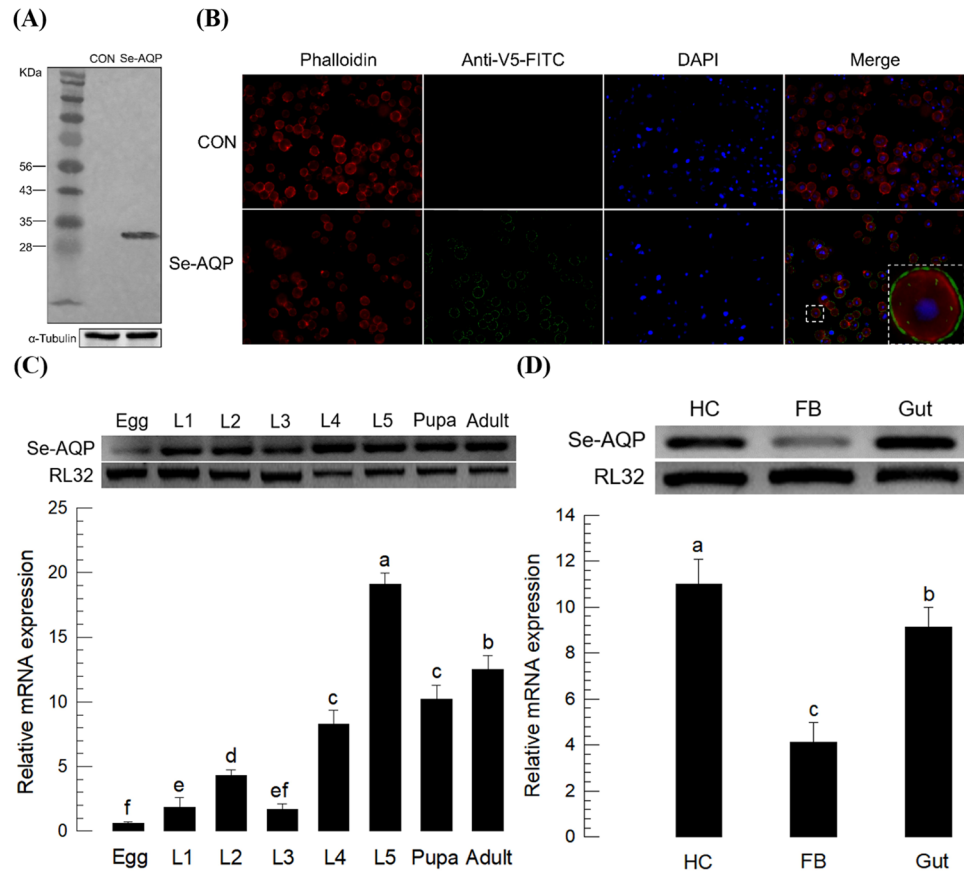 (A)
CON Se-AQP
KDa
56
43
35
28
α-Tubulin
(B)
Phalloidin Anti-V5-FITC DAPI Merge
CON
Se-AQP
(C)
Egg L1 L2 L3 L4 L5 Pupa Adult
Se-AQP
RL32
Relative mRNA expression
25
20
15
10
5
0
f e d ef c a c b
Egg L1 L2 L3 L4 L5 Pupa Adult
(D)
HC FB Gut
Se-AQP
RL32
Relative mRNA expression
14
12
10
8
6
4
2
0
a c b
HC FB Gut